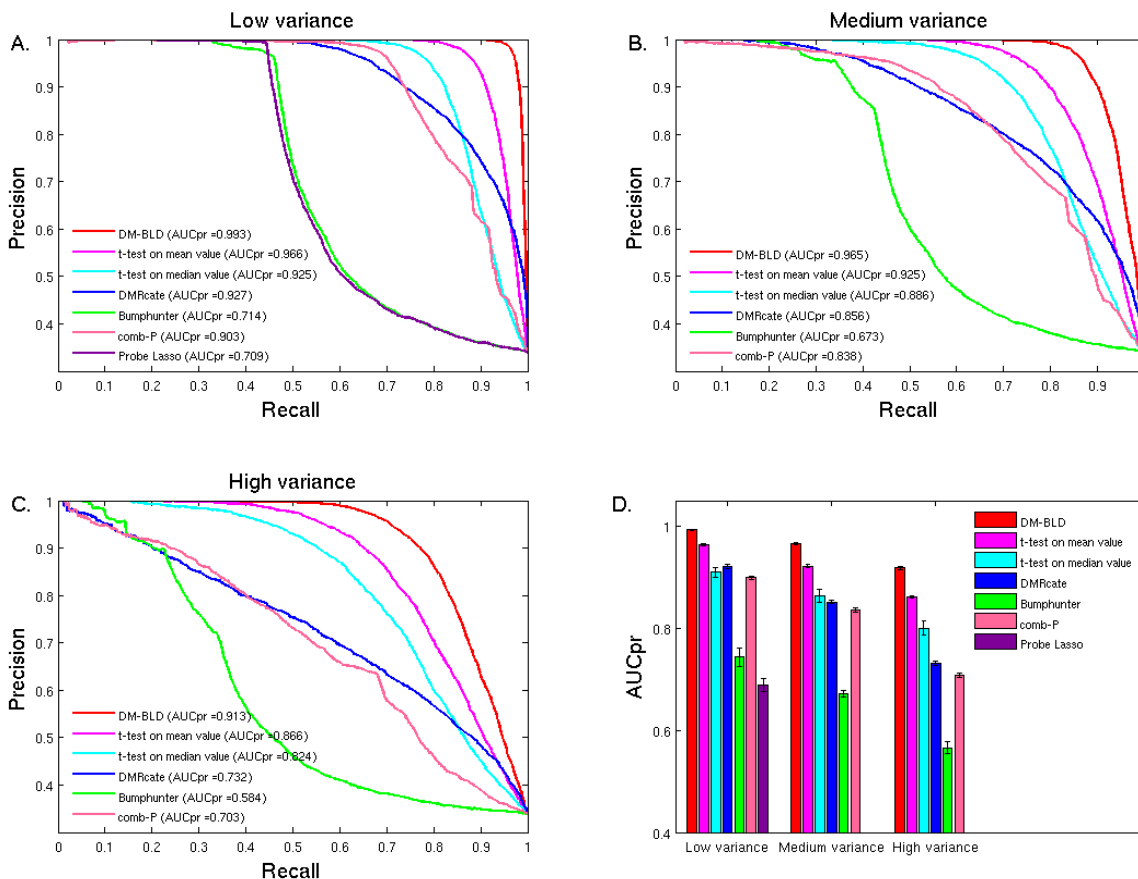 Low variance
A.
1
0.9
0.8
0.7
0.6
0.5
0.4
Precision
DM-BLD (AUCpr =0.993)
t-test on mean value (AUCpr =0.966)
t-test on median value (AUCpr =0.925)
DMRcate (AUCpr =0.927)
Bumphunter (AUCpr =0.714)
comb-P (AUCpr =0.903)
Probe Lasso (AUCpr =0.709)
0 0.1 0.2 0.3 0.4 0.5 0.6 0.7 0.8 0.9 1
Recall
Medium variance
B.
1
0.9
0.8
0.7
0.6
0.5
0.4
Precision
DM-BLD (AUCpr =0.965)
t-test on mean value (AUCpr =0.925)
t-test on median value (AUCpr =0.886)
DMRcate (AUCpr =0.856)
Bumphunter (AUCpr =0.673)
comb-P (AUCpr =0.838)
0 0.1 0.2 0.3 0.4 0.5 0.6 0.7 0.8 0.9
Recall
High variance
C.
1
0.9
0.8
0.7
0.6
0.5
0.4
Precision
DM-BLD (AUCpr =0.913)
t-test on mean value (AUCpr =0.866)
t-test on median value (AUCpr =0.824)
DMRcate (AUCpr =0.732)
Bumphunter (AUCpr =0.584)
comb-P (AUCpr =0.703)
0 0.1 0.2 0.3 0.4 0.5 0.6 0.7 0.8 0.9 1
Recall
D.
1
0.8
0.6
0.4
AUCpr
DM-BLD
t-test on mean value
t-test on median value
DMRcate
Bumphunter
comb-P
Probe Lasso
Low variance Medium variance High variance